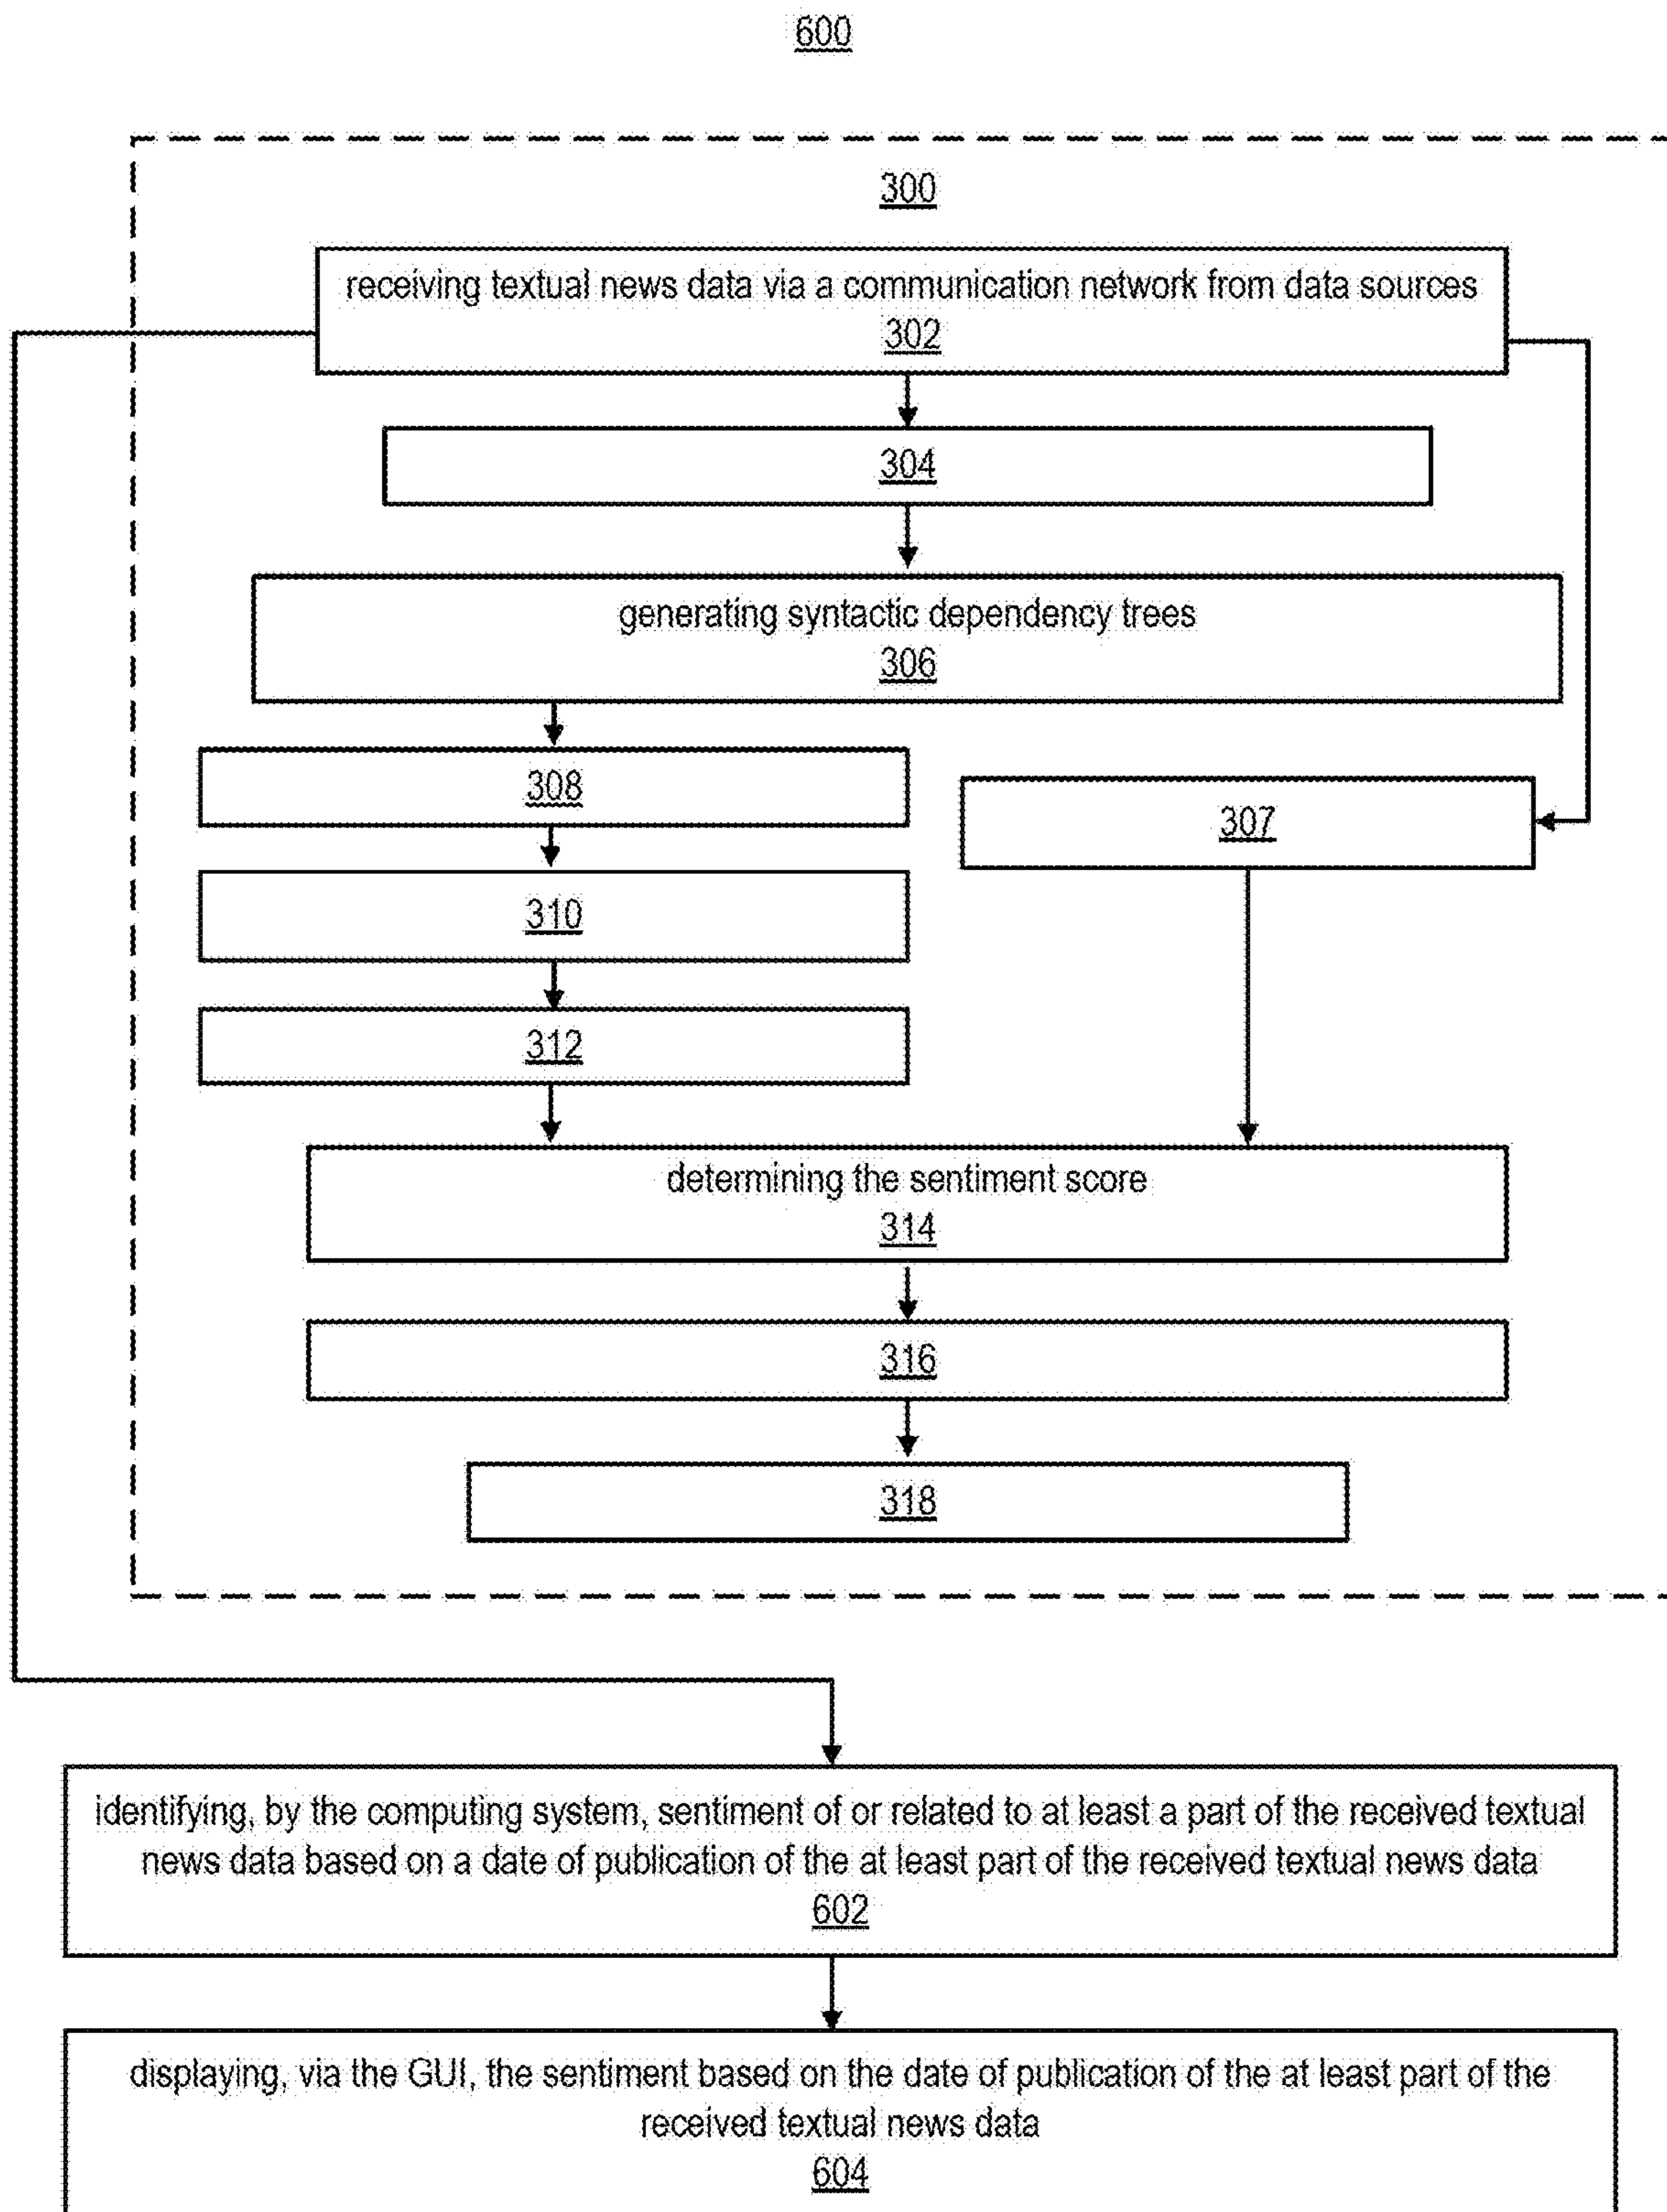 600
300
receiving textual news data via a communication network from data sources
302
304
generating syntactic dependency trees
306
308
307
310
312
determining the sentiment score
314
316
318
identifying, by the computing system, sentiment of or related to at least a part of the received textual
news data based on a date of publication of the at least part of the received textual news data
602
displaying, via the GUI, the sentiment based on the date of publication of the at least part of the
received textual news data
604